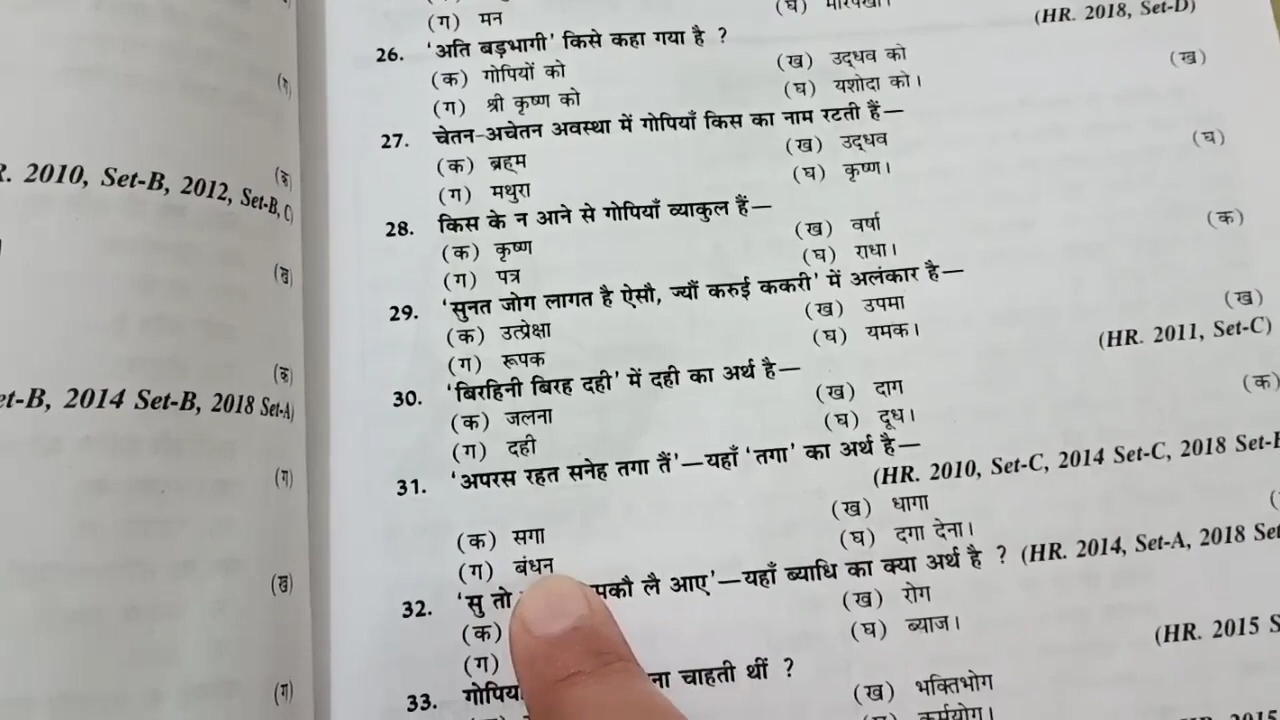 (ग)
R. 2010, Set-B, 2012, Set-B, C)
(क)
(ख)
(क)
et-B, 2014 Set-B, 2018 Set-A)
(ग)
(ख)
(ग)
(ग) मन
(घ)
(HR. 2018, Set-D)
26. 'अति बड़भागी' किसे कहा गया है ?
(क) गोपियों को (ख) उद्धव को
(ग) श्री कृष्ण को (घ) यशोदा को। (ख)
27. चेतन-अचेतन अवस्था में गोपियाँ किस का नाम रटती हैं—
(क) ब्रह्म (ख) उद्धव
(ग) मथुरा (घ) कृष्ण। (घ)
28. किस के न आने से गोपियाँ व्याकुल हैं—
(क) कृष्ण (ख) वर्षा
(ग) पत्र (घ) राधा। (क)
29. 'सुनत जोग लागत है ऐसौ, ज्यौं करुई ककरी' में अलंकार है—
(क) उत्प्रेक्षा (ख) उपमा
(ग) रूपक (घ) यमक। (ख)
(HR. 2011, Set-C)
30. 'बिरहिनी बिरह दही' में दही का अर्थ है—
(क) जलना (ख) दाग
(ग) दही (घ) दूध। (क)
31. 'अपरस रहत सनेह तगा तैं'—यहाँ 'तगा' का अर्थ है—
(HR. 2010, Set-C, 2014 Set-C, 2018 Set-B
(क) सगा (ख) धागा
(ग) बंधन (घ) दगा देना।
32. 'सु तौ पकौ लै आए'—यहाँ ब्याधि का क्या अर्थ है ? (HR. 2014, Set-A, 2018 Set
(क) (ख) रोग
(ग) (घ) ब्याज।
(HR. 2015 S
33. गोपिय ना चाहती थीं ?
(ख) भक्तिभोग
कर्मयोग।